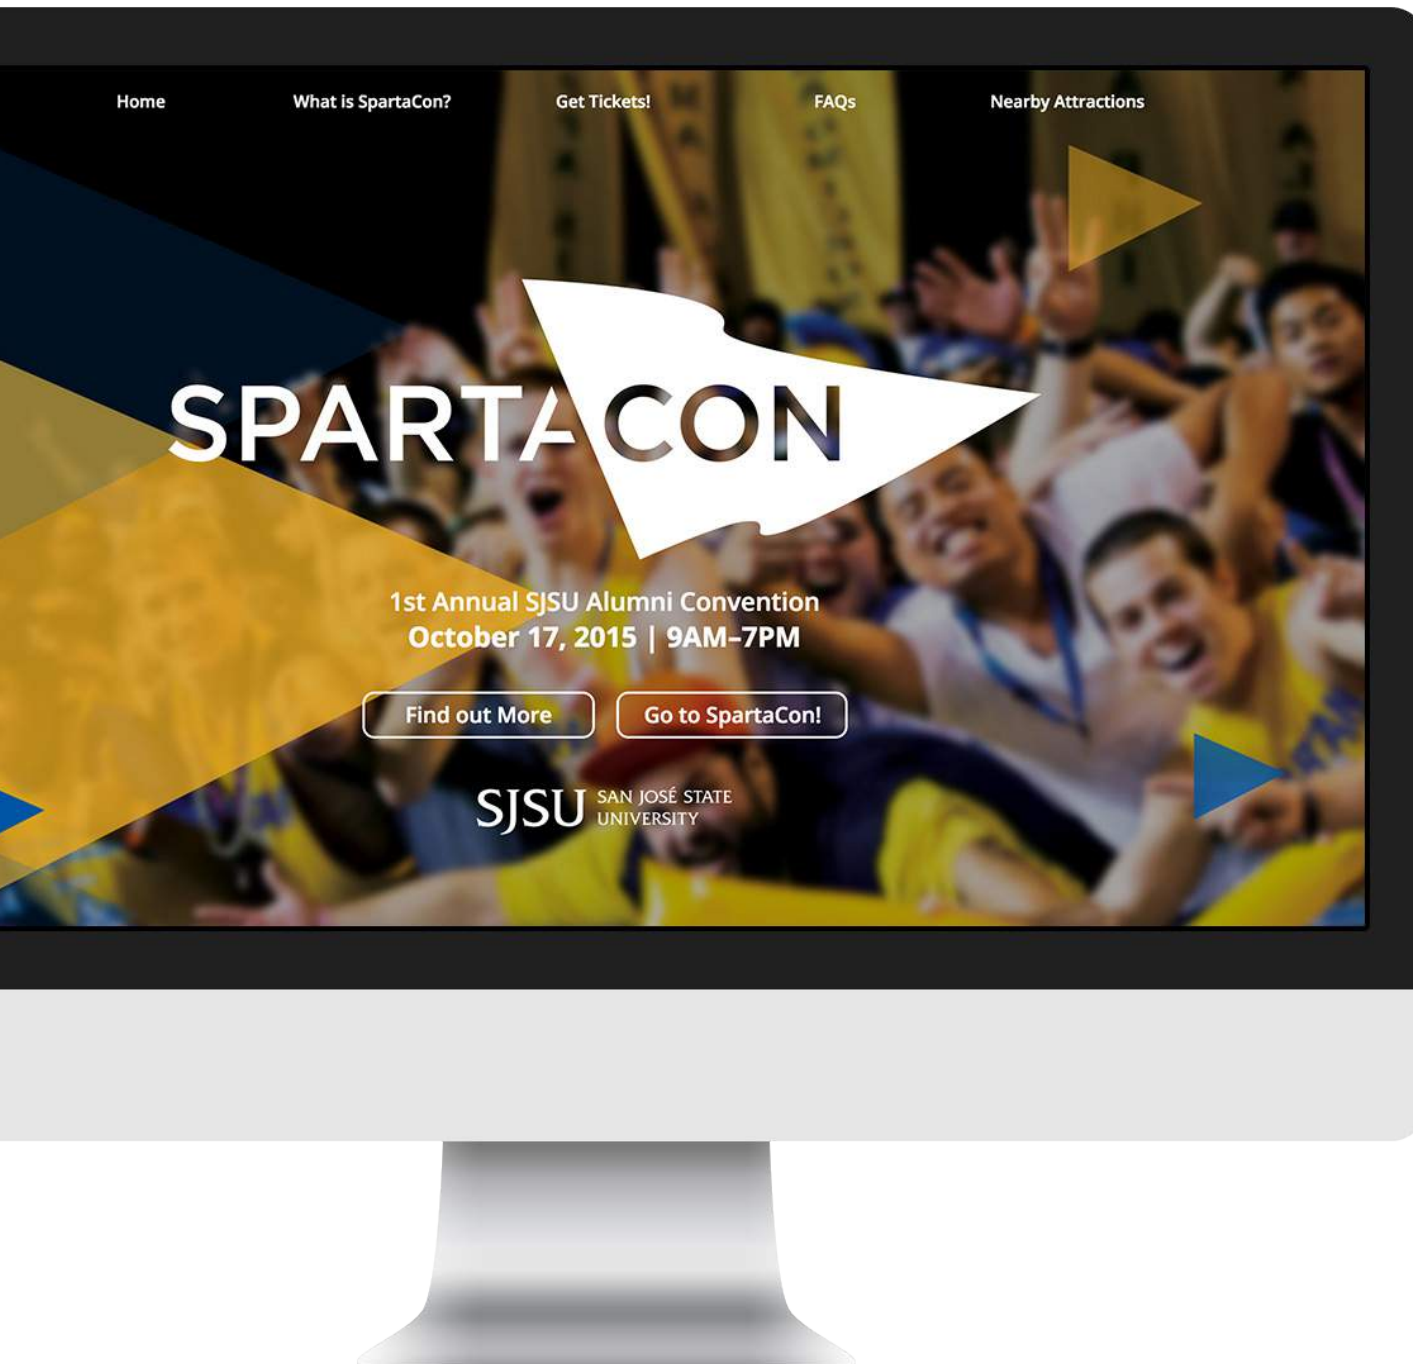 Home What is SpartaCon? Get Tickets! FAQs Nearby Attractions
SPARTACON
1st Annual SJSU Alumni Convention
October 17, 2015 | 9AM–7PM
Find out More Go to SpartaCon!
SJSU SAN JOSÉ STATE
UNIVERSITY